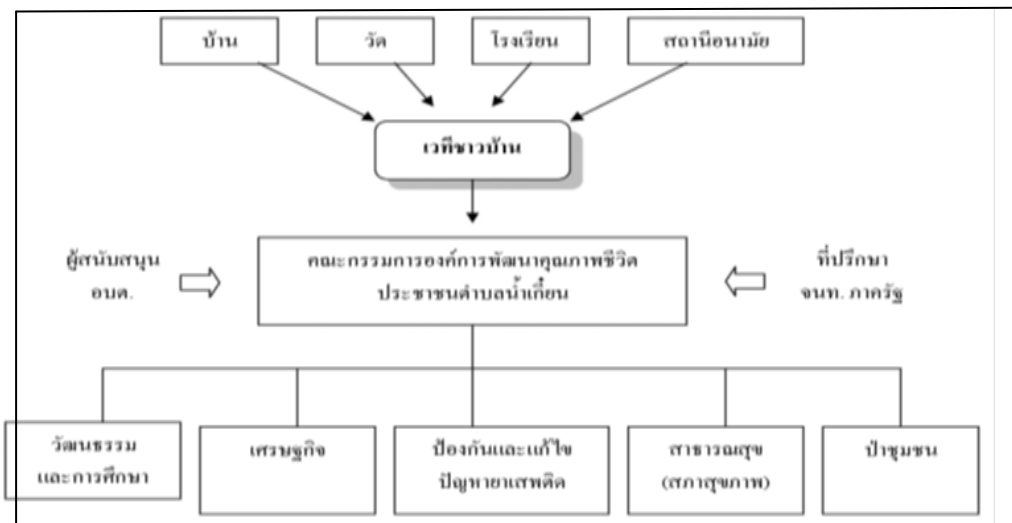 บ้าน
วัด
โรงเรียน
สถานีอนามัย
เวทีชาวบ้าน
ผู้สนับสนุน
อบต.
คณะกรรมการองค์การพัฒนาคุณภาพชีวิต
ประชาชนตำบลน้ำเกี๋ยน
ที่ปรึกษา
จนท. ภาครัฐ
วัฒนธรรม
และการศึกษา
เศรษฐกิจ
ป้องกันและแก้ไข
ปัญหายาเสพติด
สาธารณสุข
(สภาสุขภาพ)
ป่าชุมชน